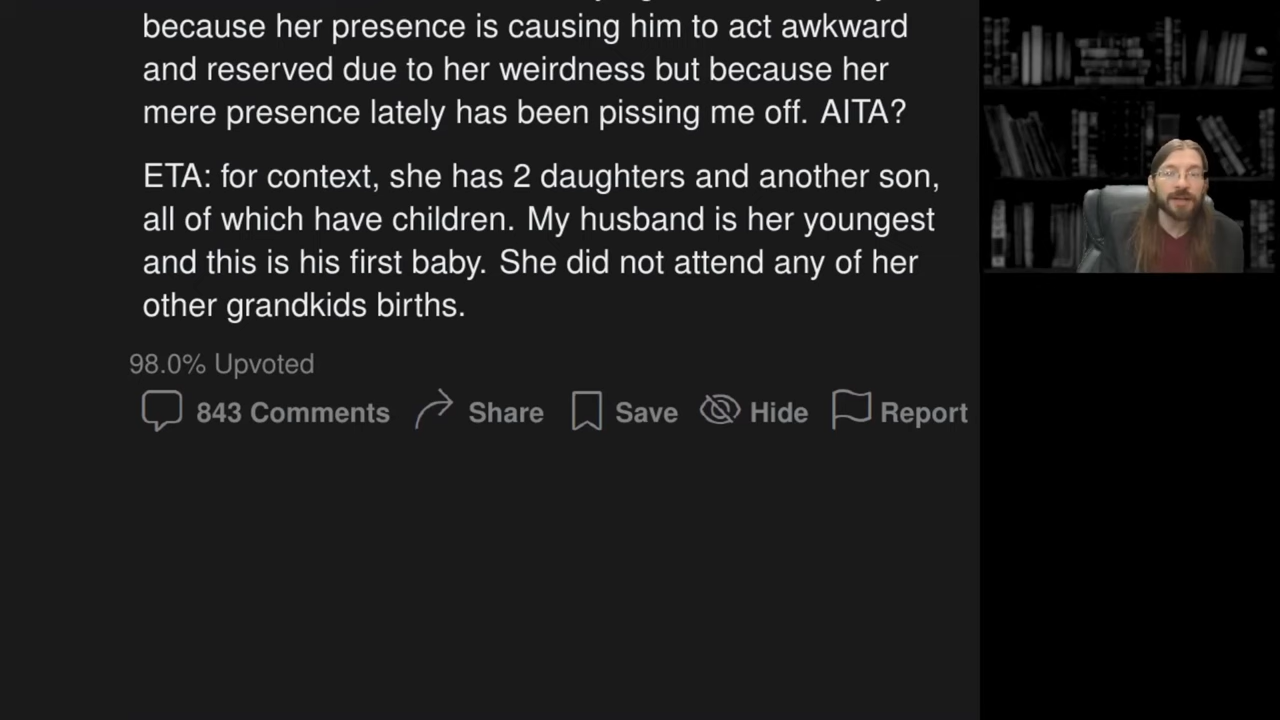 because her presence is causing him to act awkward
and reserved due to her weirdness but because her
mere presence lately has been pissing me off. AITA?
ETA: for context, she has 2 daughters and another son,
all of which have children. My husband is her youngest
and this is his first baby. She did not attend any of her
other grandkids births.
98.0% Upvoted
843 Comments Share Save Hide Report